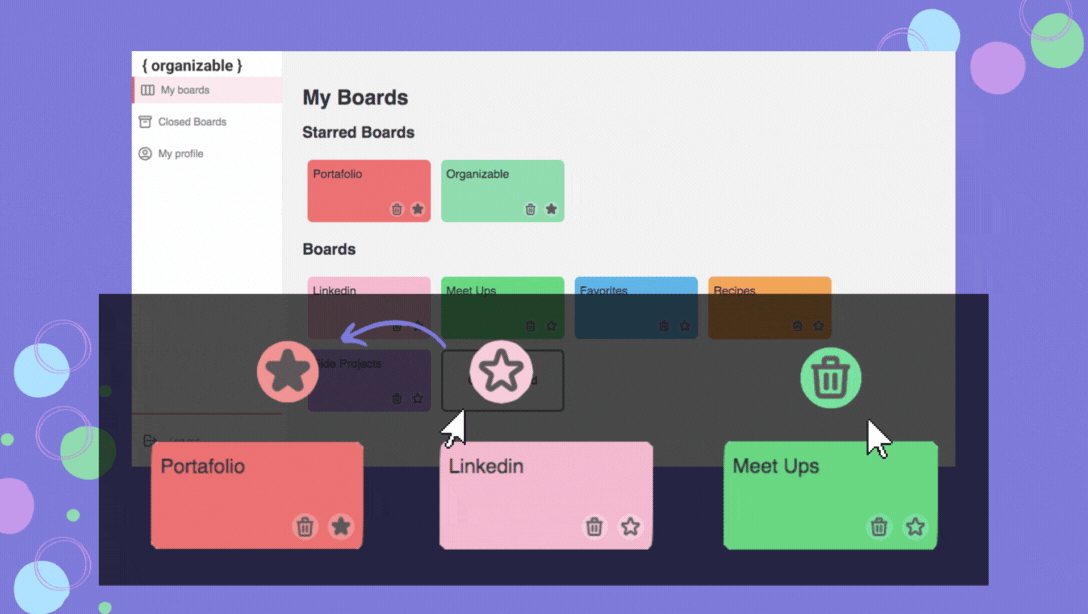 { organizable }
My boards
Closed Boards
My profile
My Boards
Starred Boards
Portafolio
Organizable
Boards
Linkedin
Meet Ups
Favorites
Recipes
Side Projects
Portafolio
Linkedin
Meet Ups